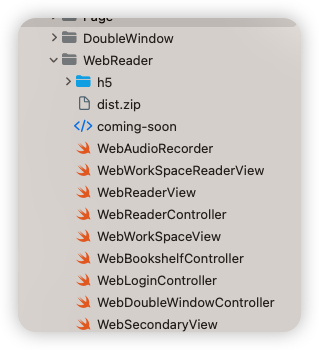 Page
DoubleWindow
WebReader
h5
dist.zip
coming-soon
WebAudioRecorder
WebWorkSpaceReaderView
WebReaderView
WebReaderController
WebWorkSpaceView
WebBookshelfController
WebLoginController
WebDoubleWindowController
WebSecondaryView